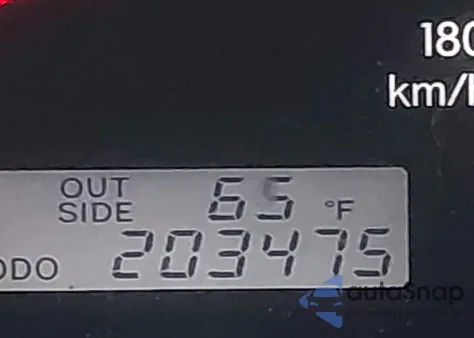 180
km/h
OUT
SIDE 65 °F
ODO 203475
autoSnap